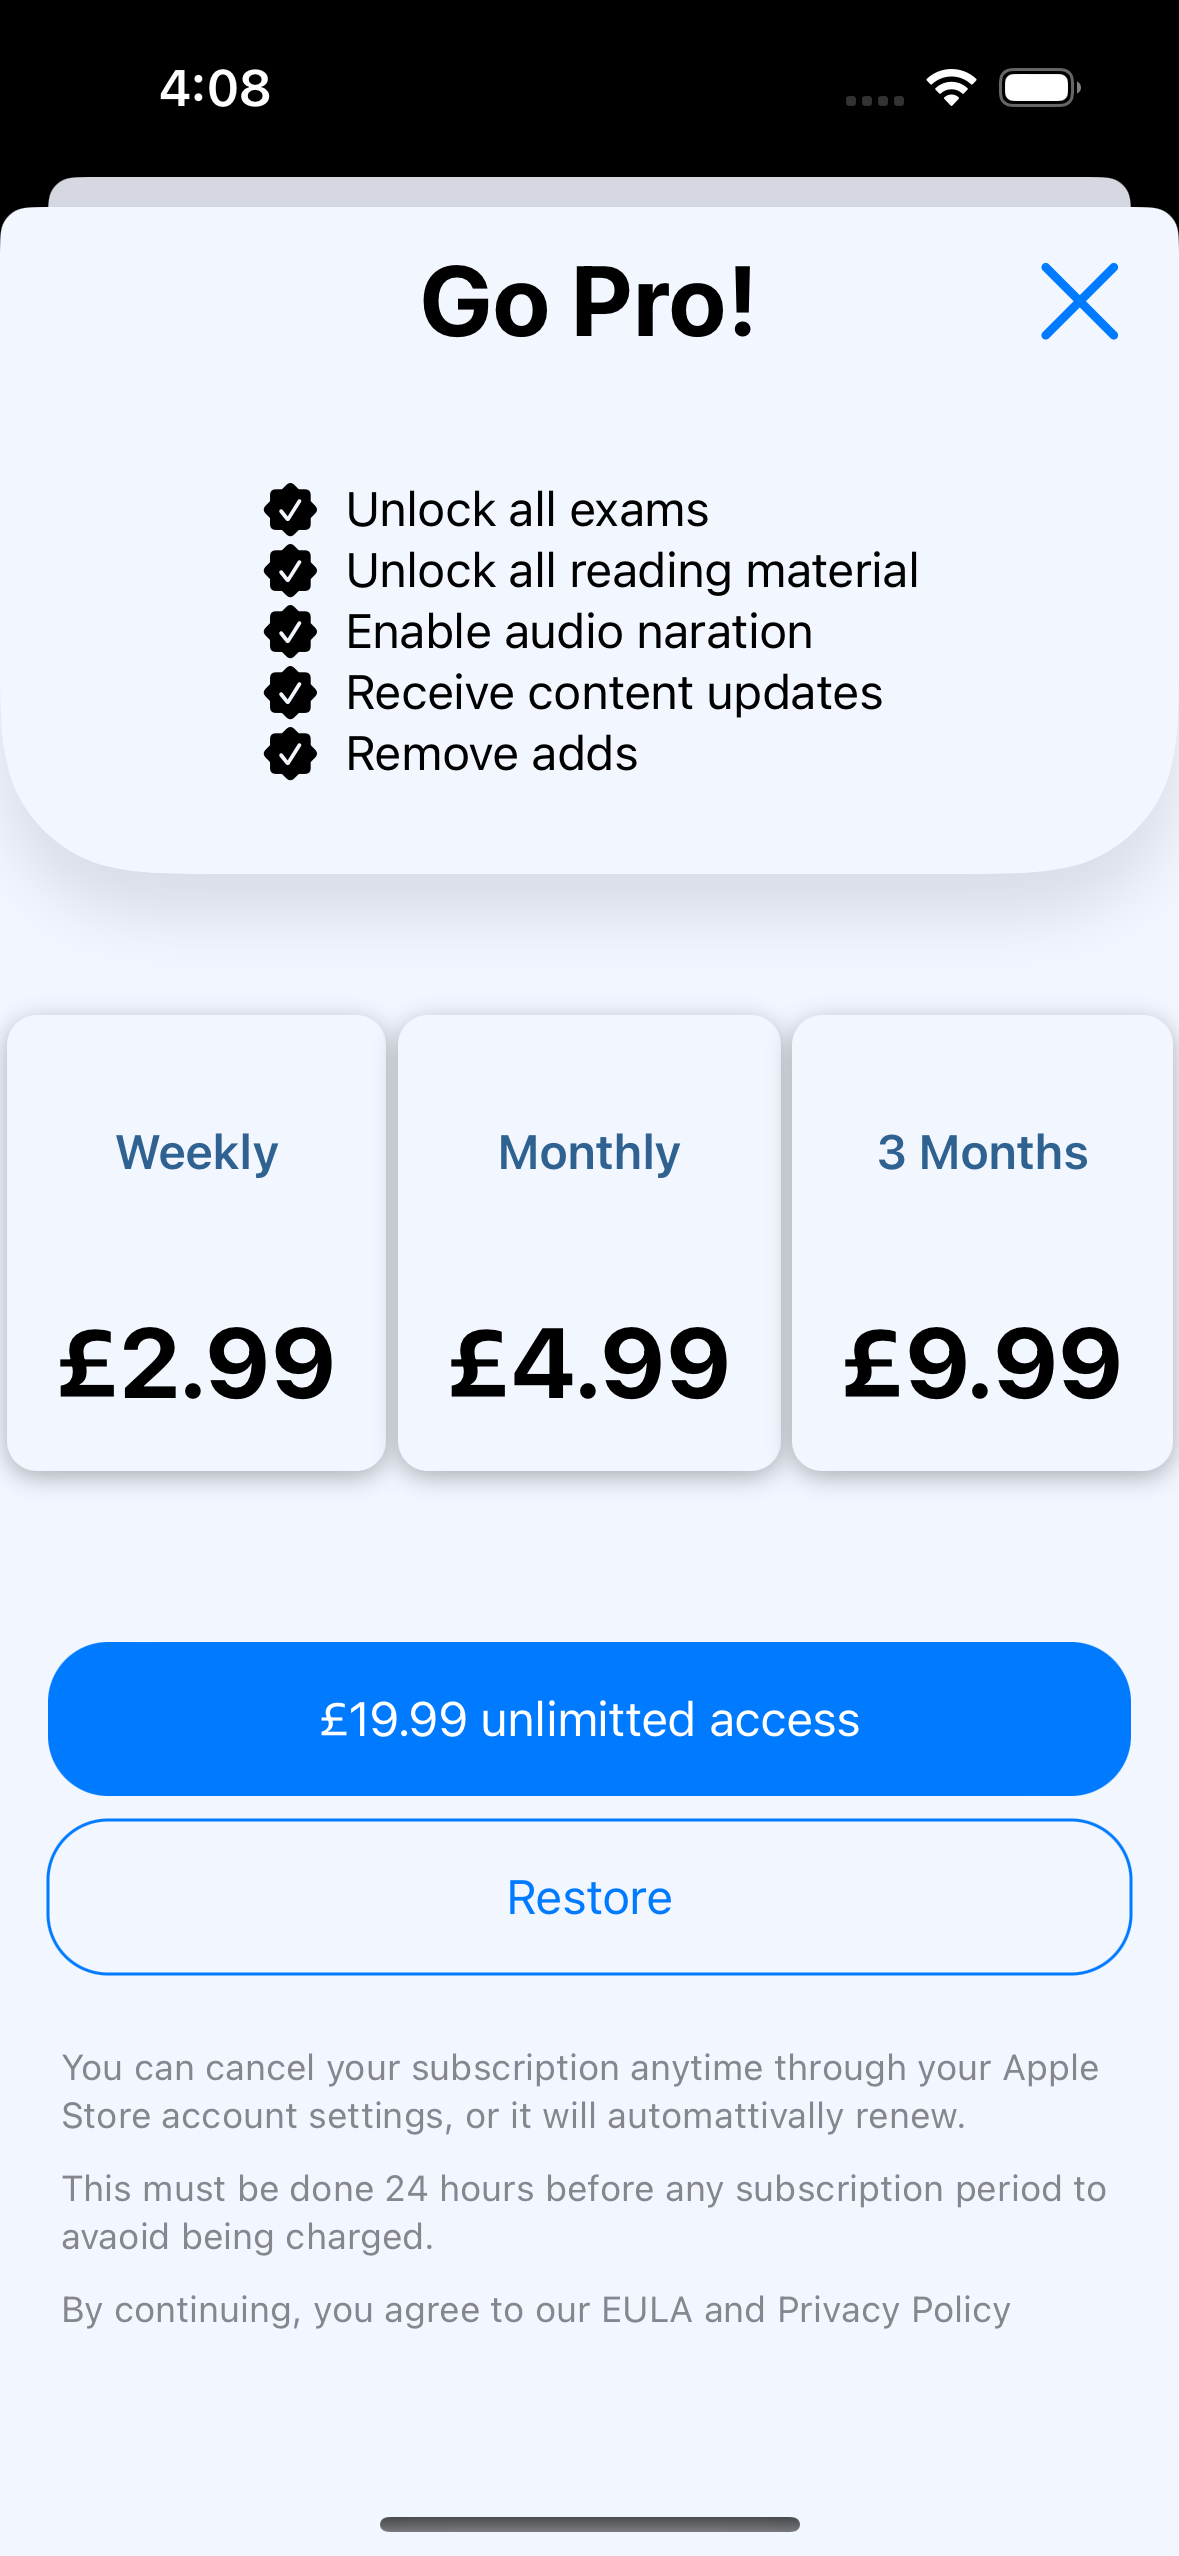 4:08
Go Pro!
Unlock all exams
Unlock all reading material
Enable audio naration
Receive content updates
Remove adds
Weekly
Monthly
3 Months
£2.99
£4.99
£9.99
£19.99 unlimitted access
Restore
You can cancel your subscription anytime through your Apple
Store account settings, or it will automattivally renew.
This must be done 24 hours before any subscription period to
avaoid being charged.
By continuing, you agree to our EULA and Privacy Policy